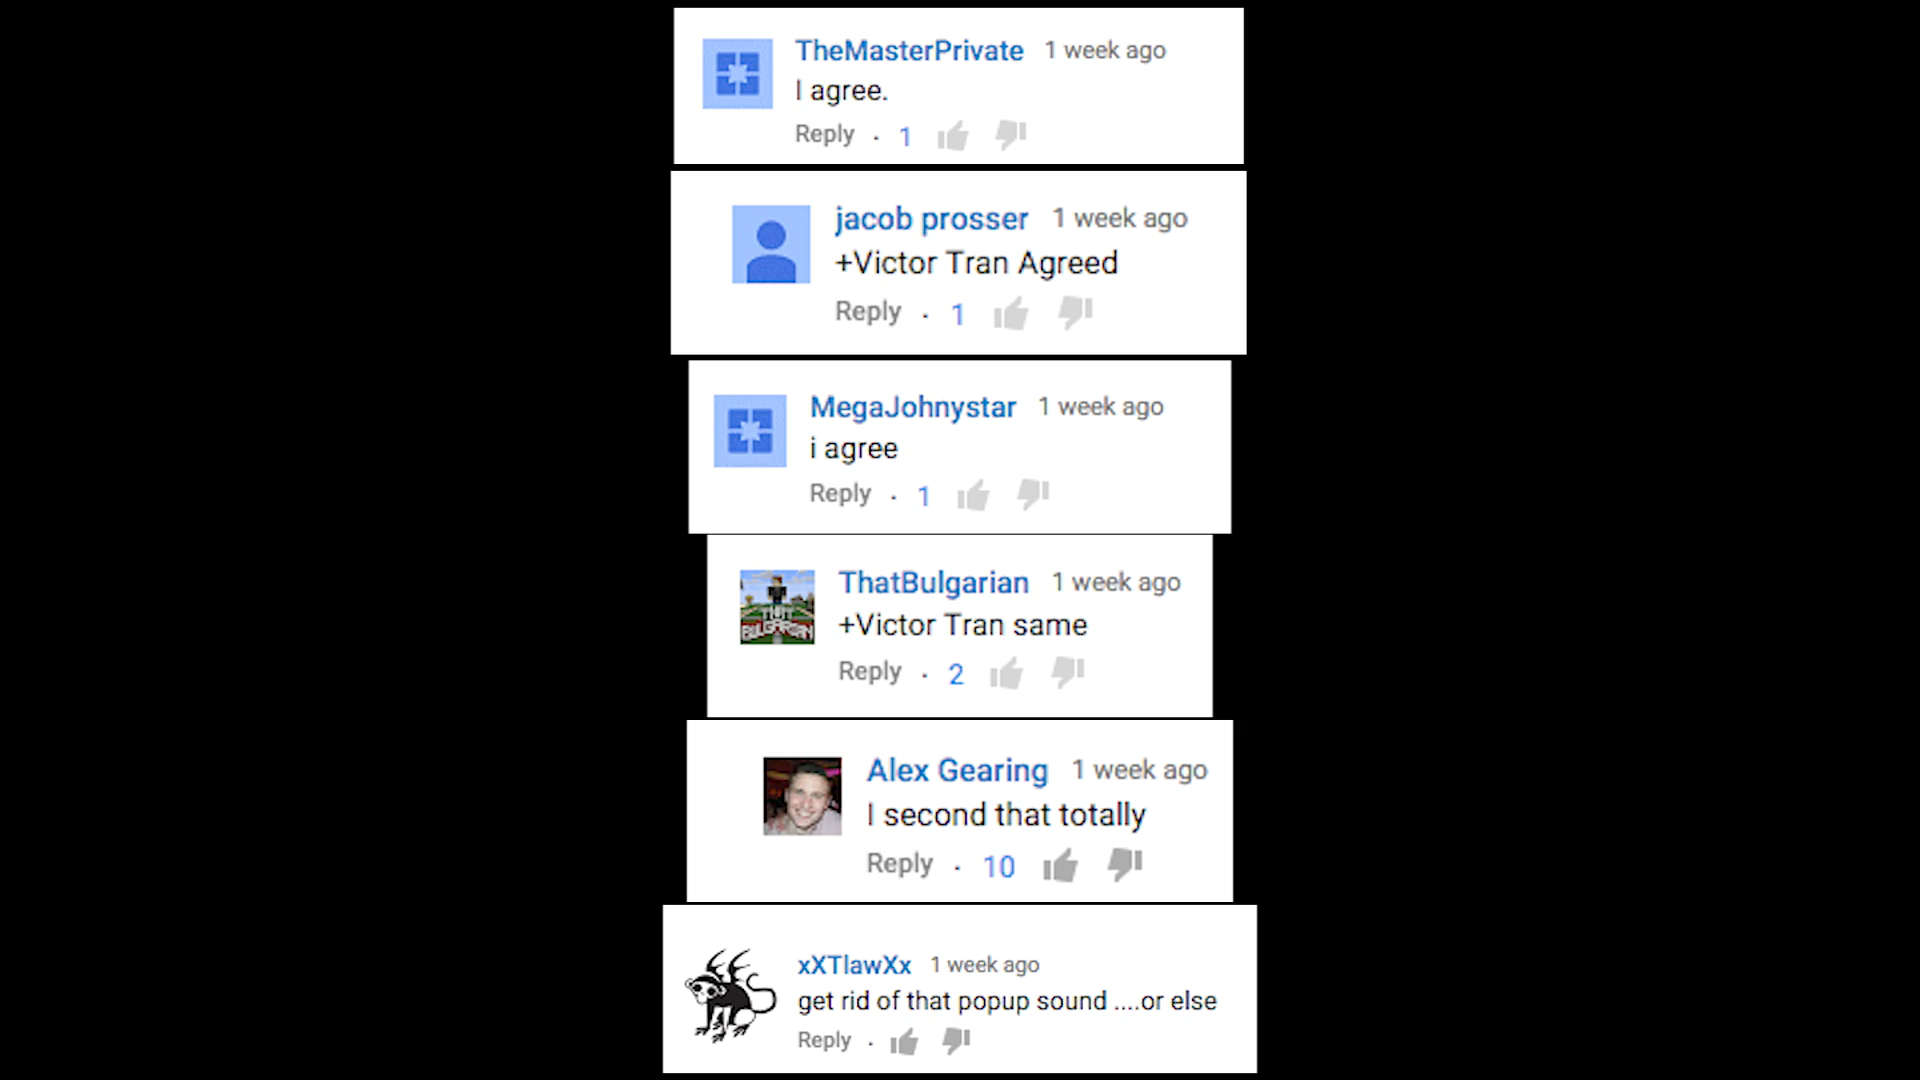 TheMasterPrivate 1 week ago
I agree.
Reply · 1
jacob prosser 1 week ago
+Victor Tran Agreed
Reply · 1
MegaJohnystar 1 week ago
i agree
Reply · 1
ThatBulgarian 1 week ago
THAT
BULGARIAN
+Victor Tran same
Reply · 2
Alex Gearing 1 week ago
I second that totally
Reply · 10
xXTlawXx 1 week ago
get rid of that popup sound ....or else
Reply ·